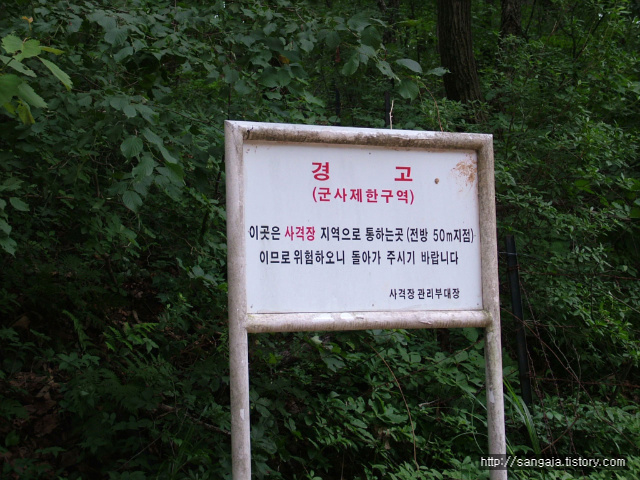 경 고
(군사제한구역)
이곳은 사격장 지역으로 통하는곳(전방 50m지점)
이므로 위험하오니 돌아가 주시기 바랍니다
사격장 관리부대장
http://sangaia.tistory.com